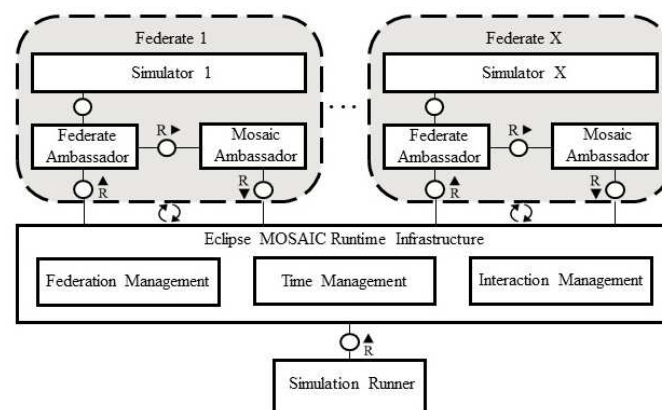 Federate 1
Simulator 1
Federate
Ambassador
R
Mosaic
Ambassador
R
R
...
Federate X
Simulator X
Federate
Ambassador
R
Mosaic
Ambassador
R
R
Eclipse MOSAIC Runtime Infrastructure
Federation Management
Time Management
Interaction Management
R
Simulation Runner